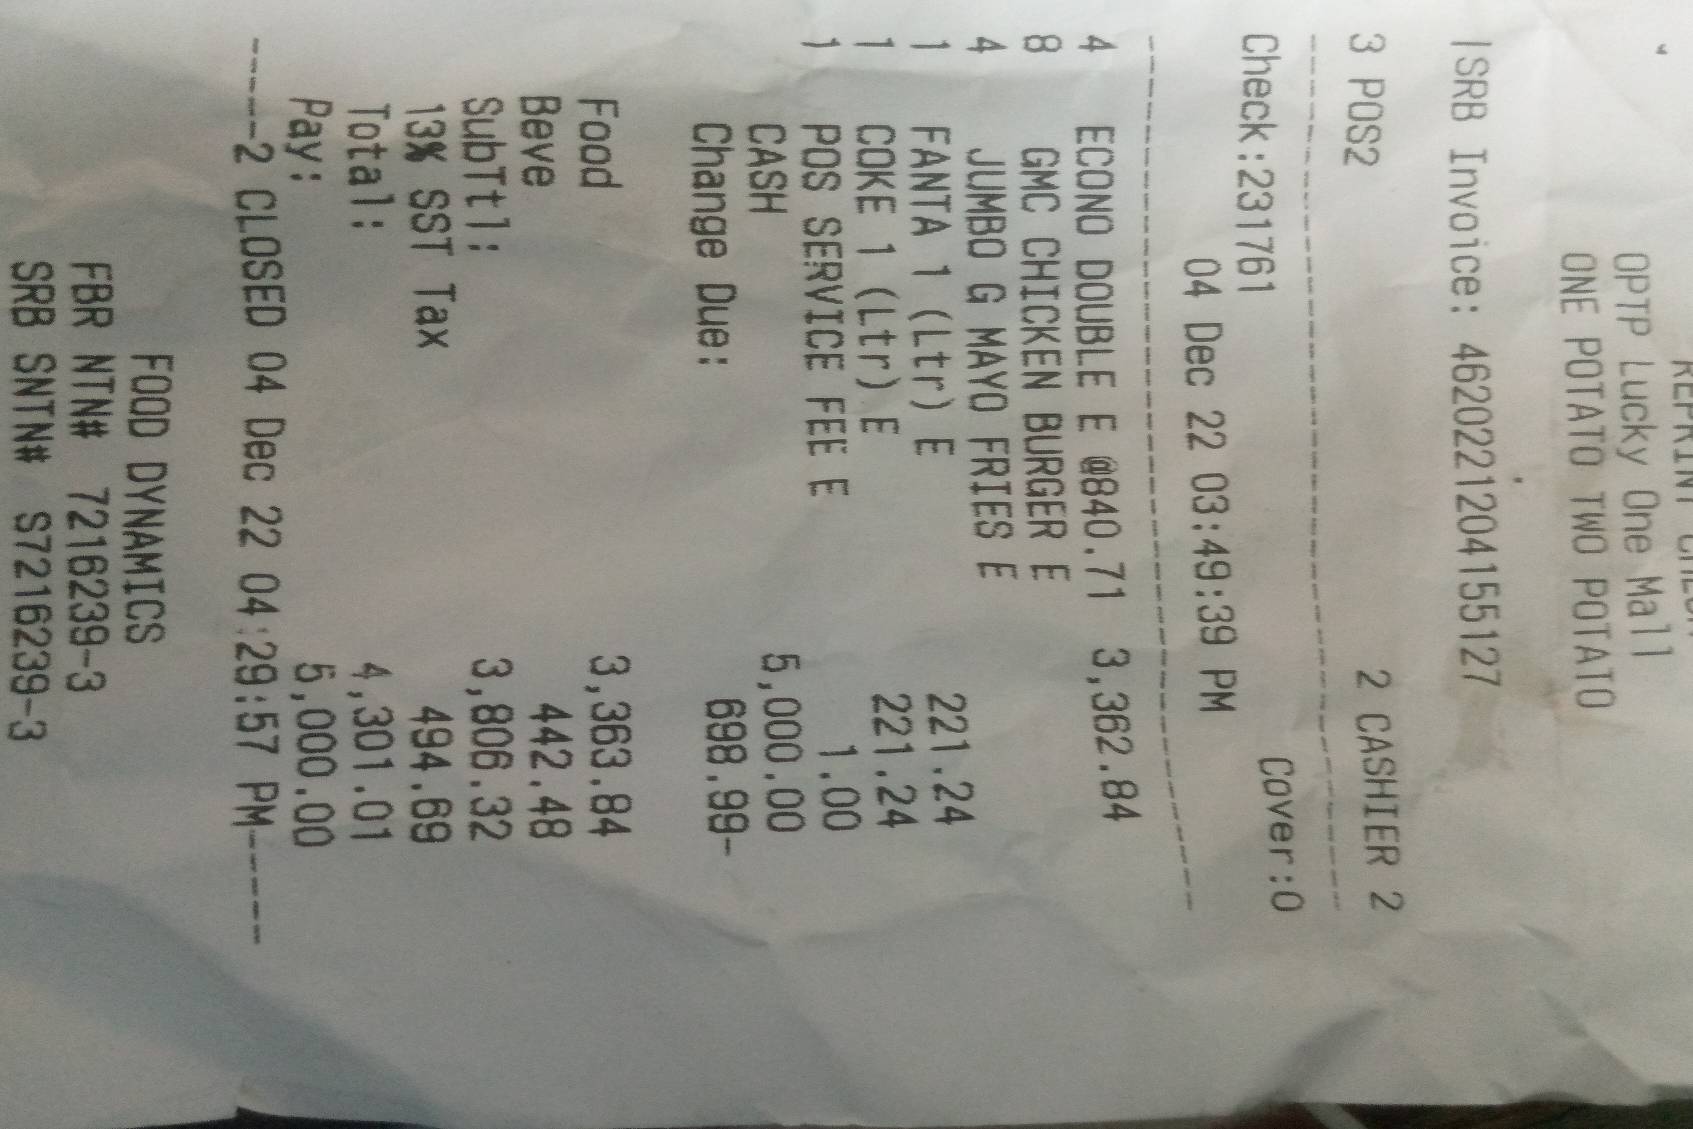 REPRINT CHECK
OPTP Lucky One Mall
ONE POTATO TWO POTATO
ISRB Invoice: 462022120415512​7
3 POS2 2 CASHIER 2
Check:231761 Cover:0
04 Dec 22 03:49:39 PM
4 ECONO DOUBLE E @840.71 3,362.84
8 GMC CHICKEN BURGER E
4 JUMBO G MAYO FRIES E
1 FANTA 1 (Ltr) E 221.24
1 COKE 1 (Ltr) E 221.24
1 POS SERVICE FEE E 1.00
CASH 5,000.00
Change Due: 698.99-
Food 3,363.84
Beve 442.48
SubTtl: 3,806.32
13% SST Tax 494.69
Total: 4,301.01
Pay: 5,000.00
-----2 CLOSED 04 Dec 22 04:29:57 PM-----
FOOD DYNAMICS
FBR NTN# 7216239-3
SRB SNTN# S7216239-3